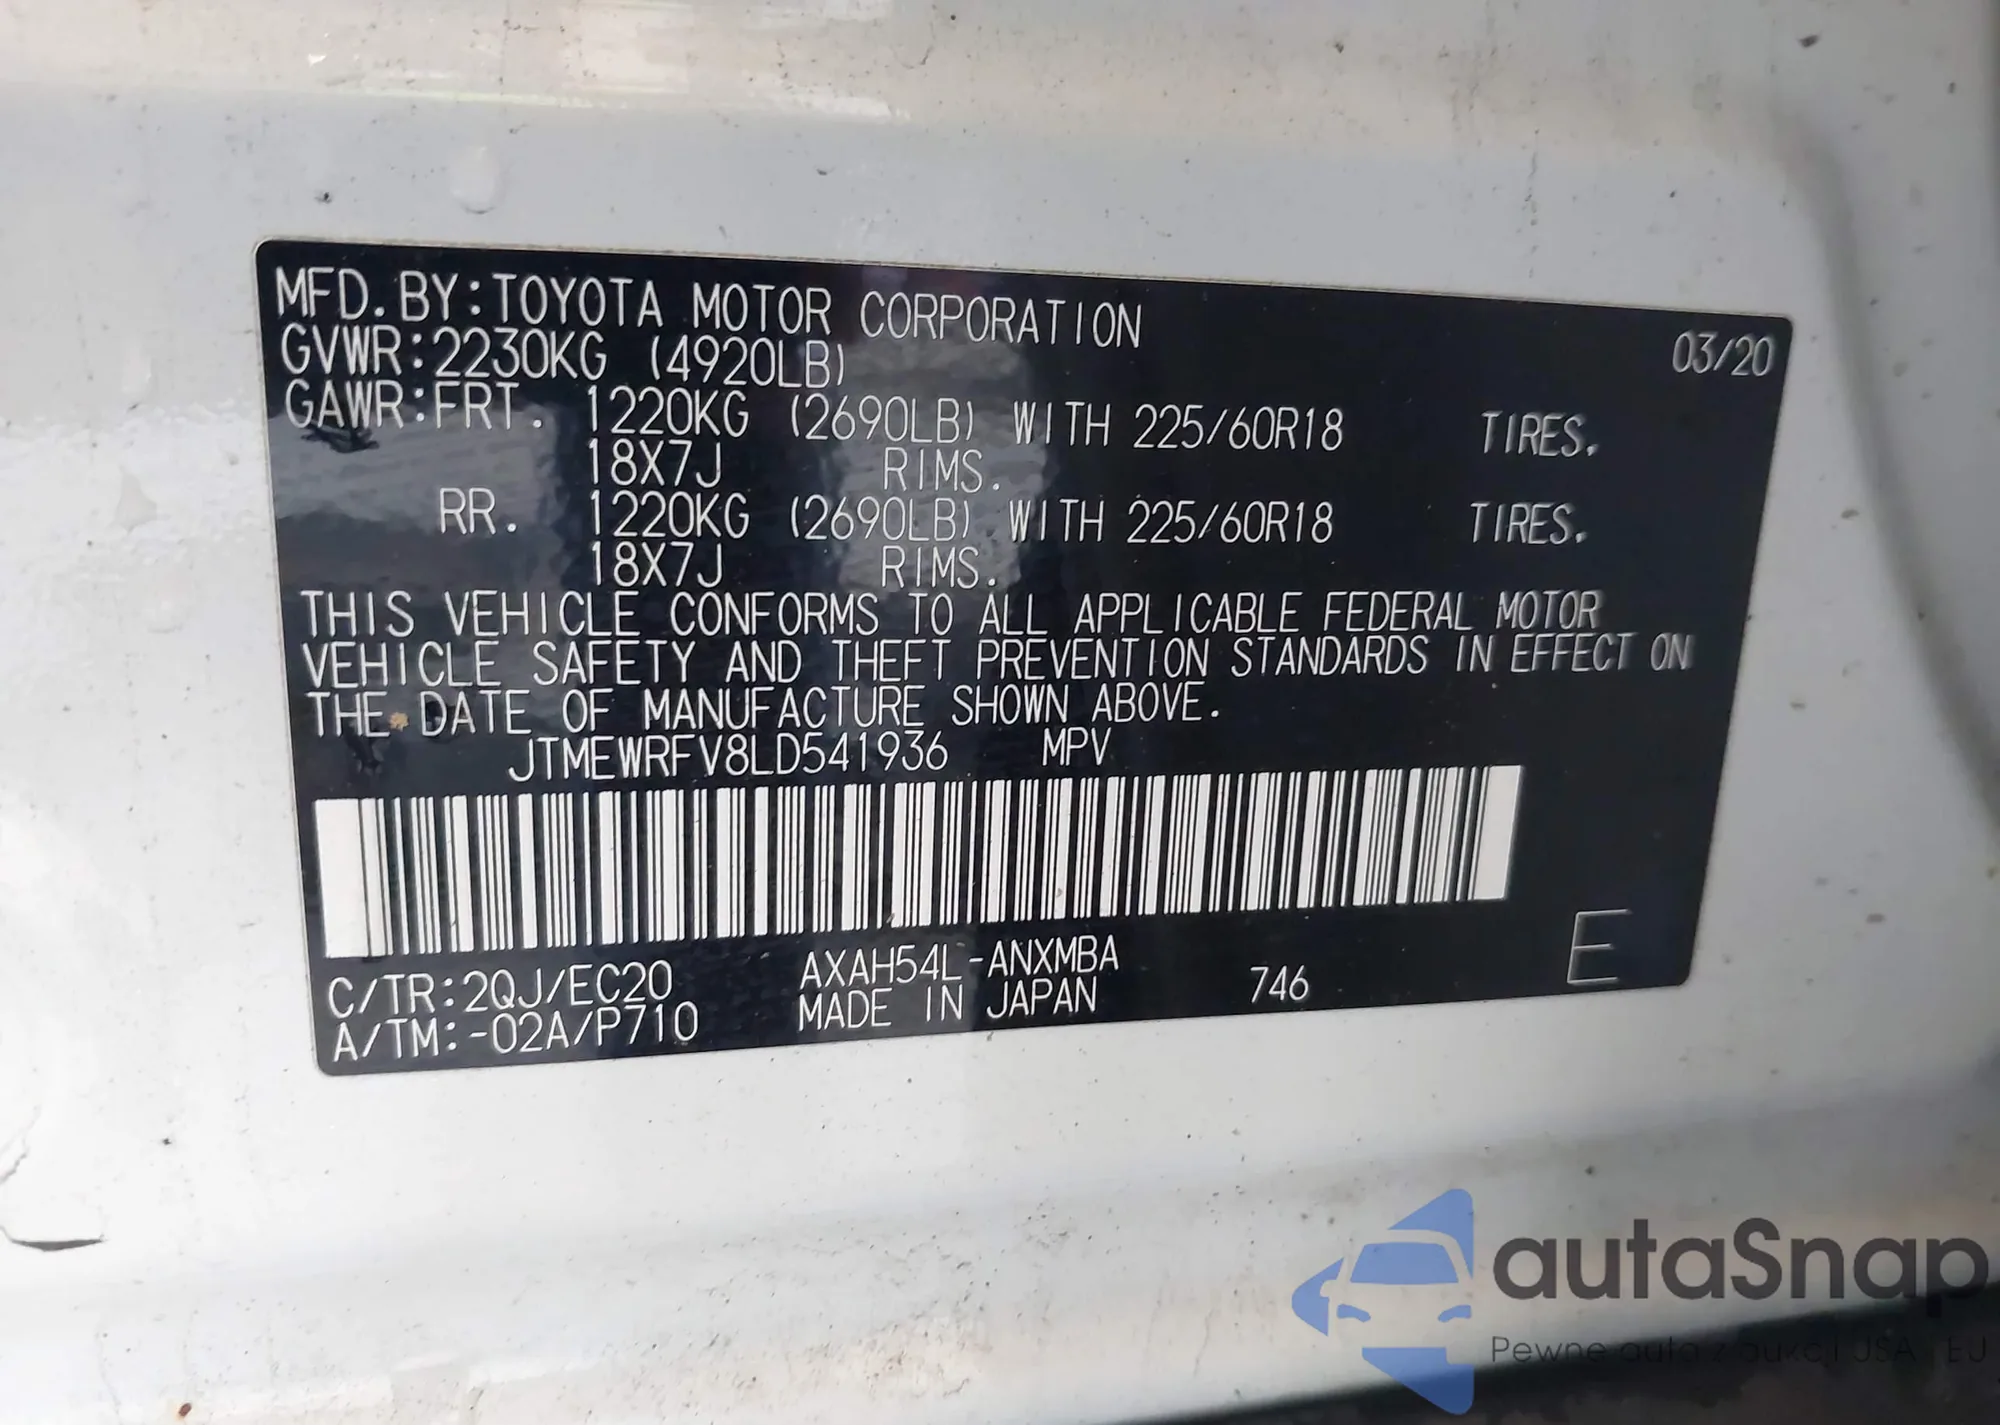 MFD. BY: TOYOTA MOTOR CORPORATION 03/20
GVWR: 2230KG (4920LB)
GAWR: FRT. 1220KG (2690LB) WITH 225/60R18 TIRES.
18X7J RIMS.
RR. 1220KG (2690LB) WITH 225/60R18 TIRES.
18X7J RIMS.
THIS VEHICLE CONFORMS TO ALL APPLICABLE FEDERAL MOTOR
VEHICLE SAFETY AND THEFT PREVENTION STANDARDS IN EFFECT ON
THE DATE OF MANUFACTURE SHOWN ABOVE.
JTMEWRFV8LD541936 MPV
C/TR: 2QJ/EC20 AXAH54L-ANXMBA 746 E
A/TM: -02A/P710 MADE IN JAPAN
autaSnap
Pewne auta z aukcji